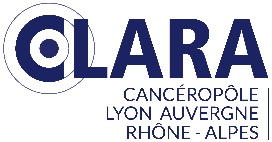 CLARA
CANCÉROPÔLE
LYON AUVERGNE
RHÔNE - ALPES